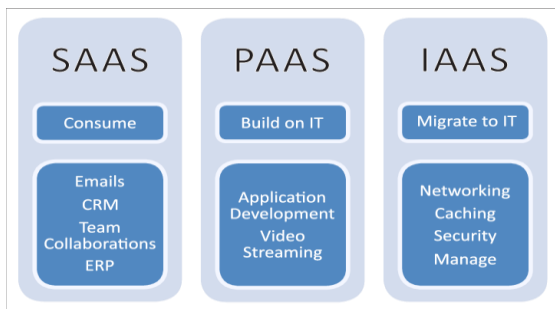 SAAS
Consume
Emails
CRM
Team
Collaborations
ERP
PAAS
Build on IT
Application
Development
Video
Streaming
IAAS
Migrate to IT
Networking
Caching
Security
Manage